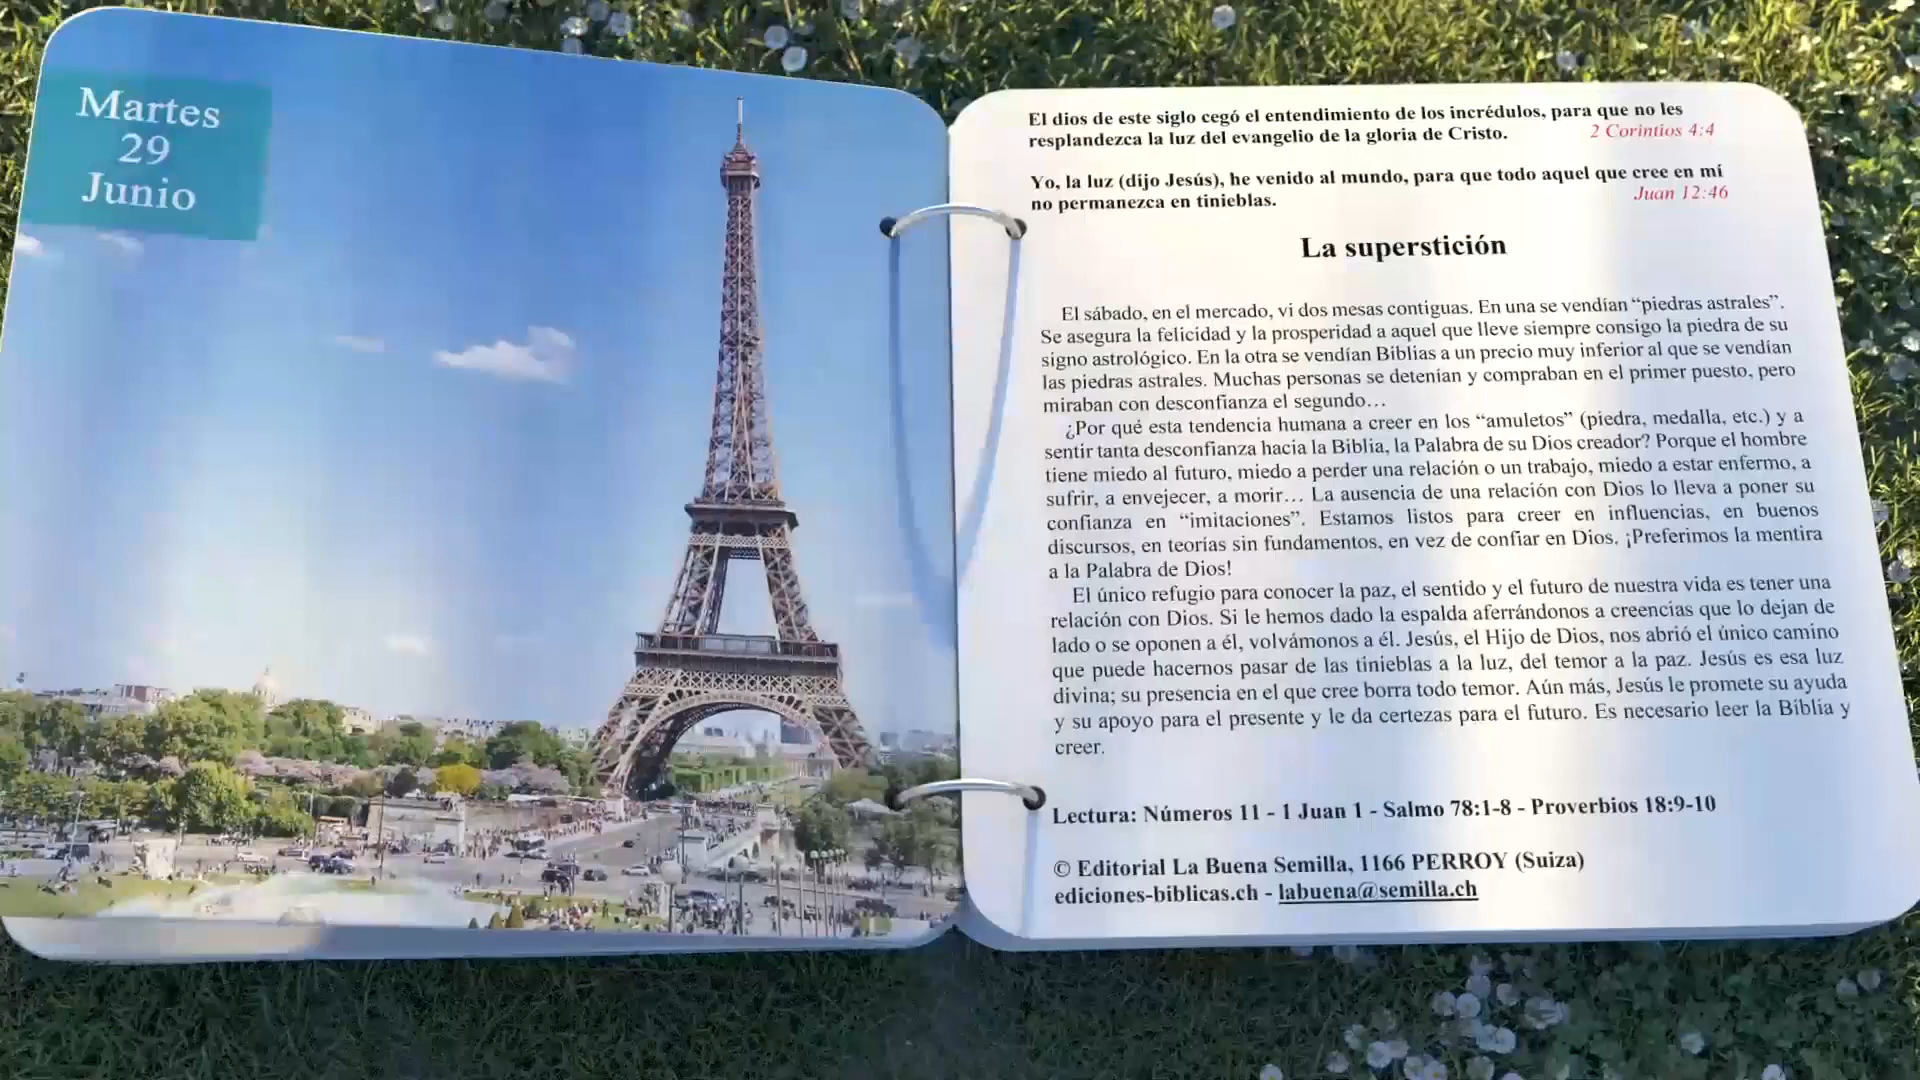 Martes
29
Junio
El dios de este siglo cegó el entendimiento de los incrédulos, para que no les
resplandezca la luz del evangelio de la gloria de Cristo. 2 Corintios 4:4
Yo, la luz (dijo Jesús), he venido al mundo, para que todo aquel que cree en mí
no permanezca en tinieblas. Juan 12:46
La superstición
El sábado, en el mercado, vi dos mesas contiguas. En una se vendían “piedras astrales”.
Se asegura la felicidad y la prosperidad a aquel que lleve siempre consigo la piedra de su
signo astrológico. En la otra se vendían Biblias a un precio muy inferior al que se vendían
las piedras astrales. Muchas personas se detenían y compraban en el primer puesto, pero
miraban con desconfianza el segundo…
¿Por qué esta tendencia humana a creer en los “amuletos” (piedra, medalla, etc.) y a
sentir tanta desconfianza hacia la Biblia, la Palabra de su Dios creador? Porque el hombre
tiene miedo al futuro, miedo a perder una relación o un trabajo, miedo a estar enfermo, a
sufrir, a envejecer, a morir… La ausencia de una relación con Dios lo lleva a poner su
confianza en “imitaciones”. Estamos listos para creer en influencias, en buenos
discursos, en teorías sin fundamentos, en vez de confiar en Dios. ¡Preferimos la mentira
a la Palabra de Dios!
El único refugio para conocer la paz, el sentido y el futuro de nuestra vida es tener una
relación con Dios. Si le hemos dado la espalda aferrándonos a creencias que lo dejan de
lado o se oponen a él, volvámonos a él. Jesús, el Hijo de Dios, nos abrió el único camino
que puede hacernos pasar de las tinieblas a la luz, del temor a la paz. Jesús es esa luz
divina; su presencia en el que cree borra todo temor. Aún más, Jesús le promete su ayuda
y su apoyo para el presente y le da certezas para el futuro. Es necesario leer la Biblia y
creer.
Lectura: Números 11 - 1 Juan 1 - Salmo 78:1-8 - Proverbios 18:9-10
© Editorial La Buena Semilla, 1166 PERROY (Suiza)
ediciones-biblicas.ch - labuena@semilla.ch